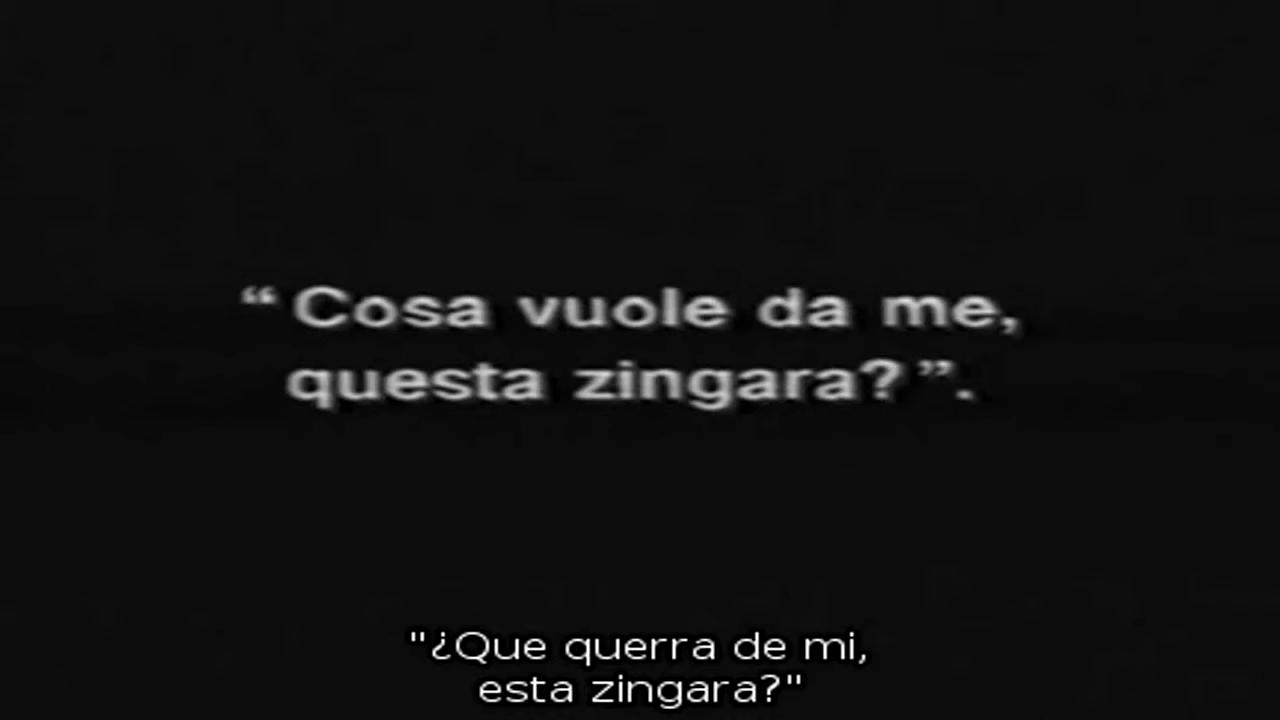 “Cosa vuole da me,
questa zingara?”.
"¿Que querra de mi,
esta zingara?"